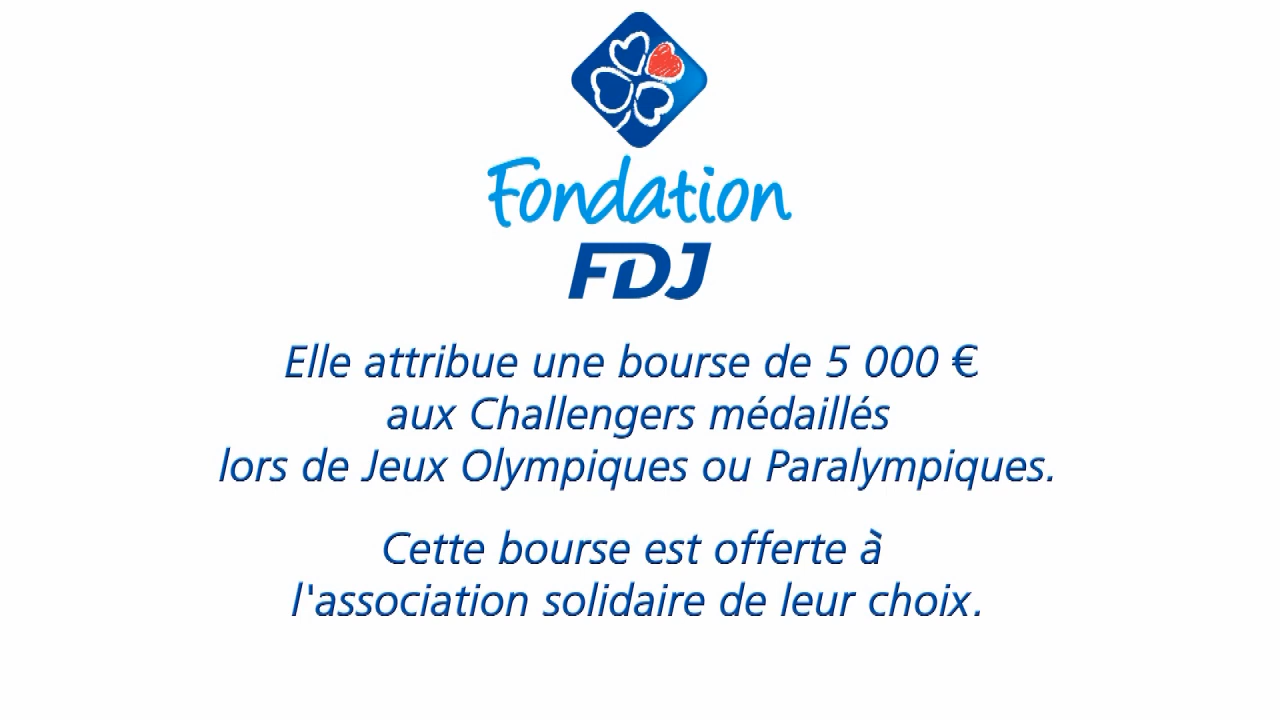 Fondation
FDJ
Elle attribue une bourse de 5 000 €
aux Challengers médaillés
lors de Jeux Olympiques ou Paralympiques.
Cette bourse est offerte à
l'association solidaire de leur choix.